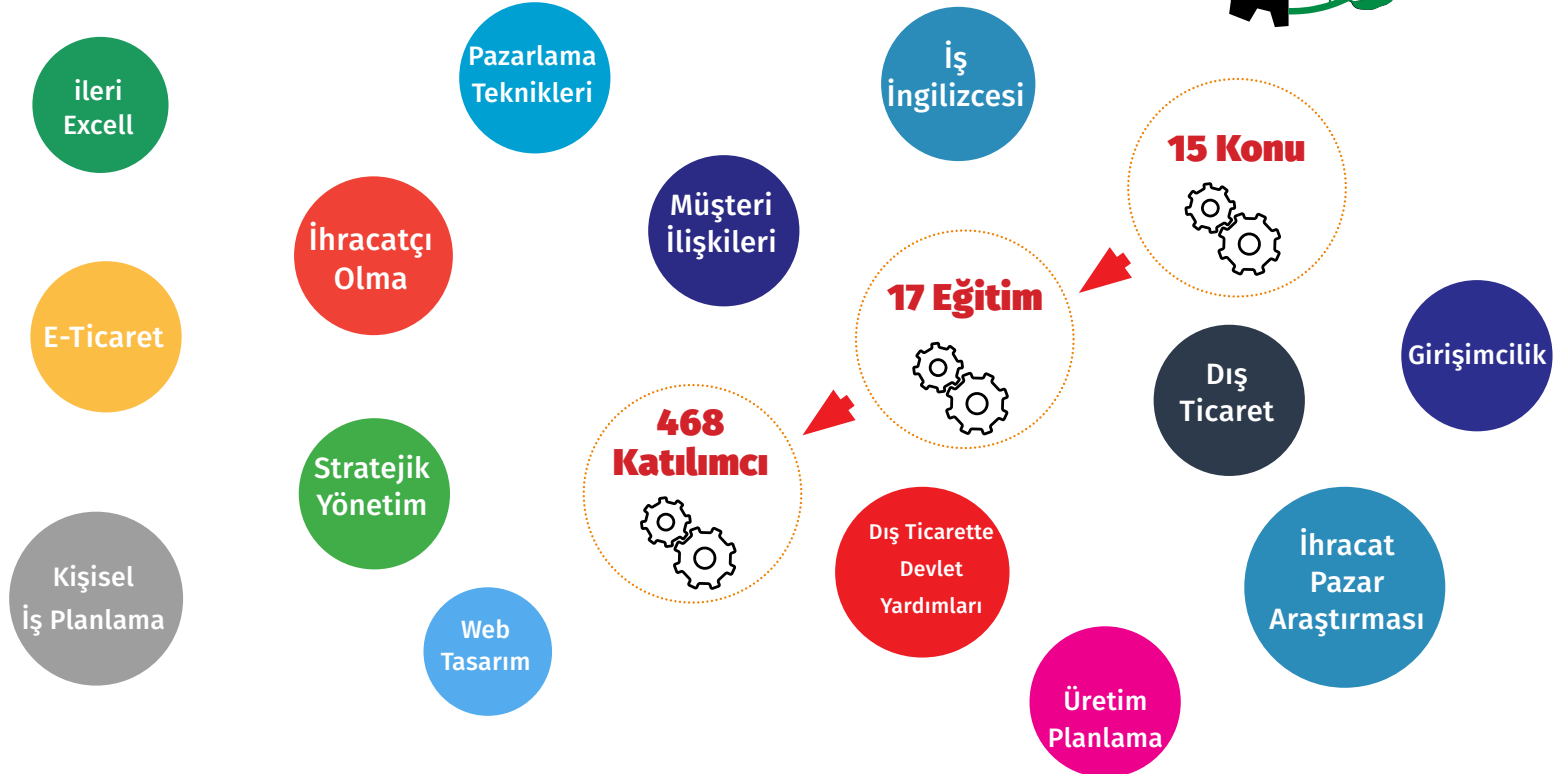 ileri
Excell
Pazarlama
Teknikleri
İş
İngilizcesi
15 Konu
İhracatçı
Olma
Müşteri
İlişkileri
17 Eğitim
E-Ticaret
Dış
Ticaret
Girişimcilik
468
Katılımcı
Stratejik
Yönetim
Dış Ticarette
Devlet
Yardımları
İhracat
Pazar
Araştırması
Kişisel
İş Planlama
Web
Tasarım
Üretim
Planlama